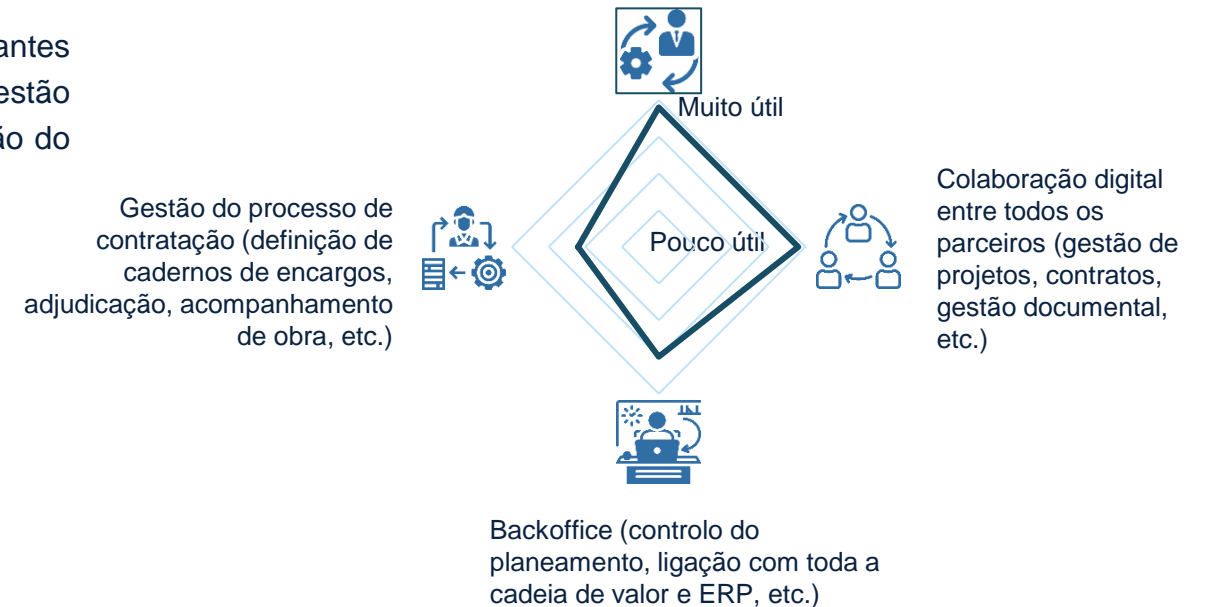 antes
estão
ão do
Muito útil
Pouco útil
Gestão do processo de
contratação (definição de
cadernos de encargos,
adjudicação, acompanhamento
de obra, etc.)
Colaboração digital
entre todos os
parceiros (gestão de
projetos, contratos,
gestão documental,
etc.)
Backoffice (controlo do
planeamento, ligação com toda a
cadeia de valor e ERP, etc.)